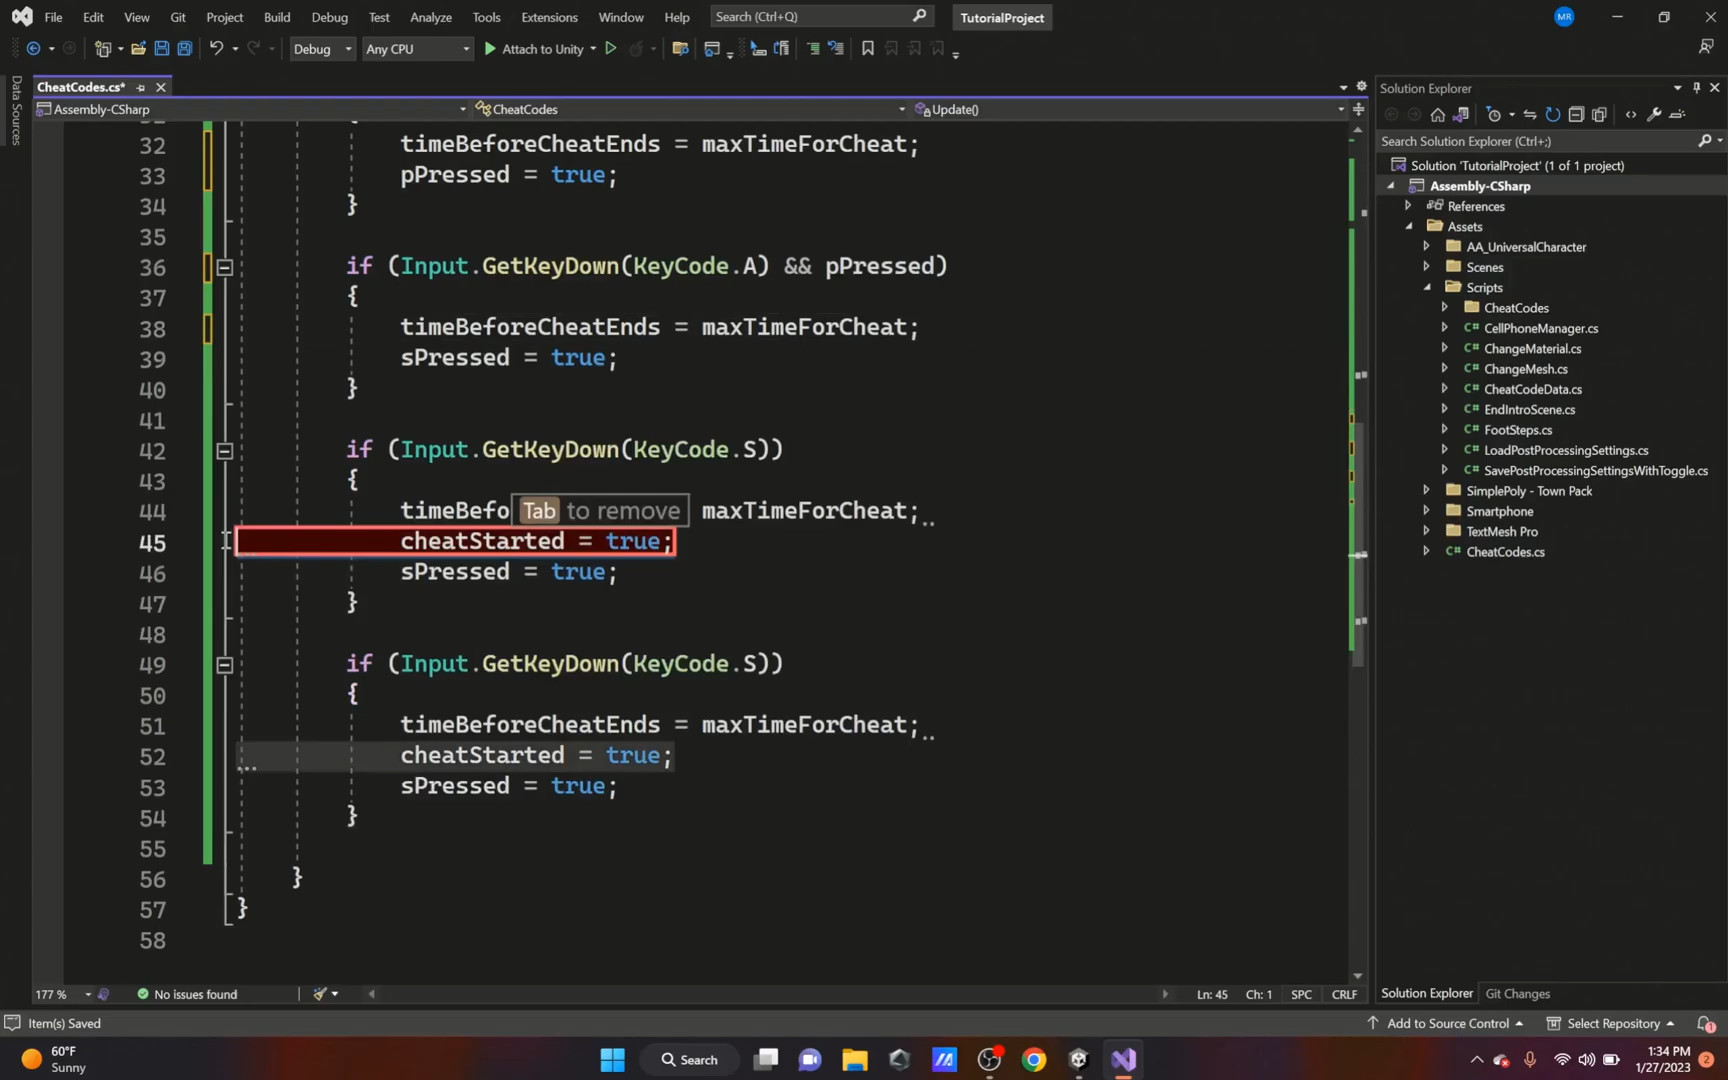 File Edit View Git Project Build Debug Test Analyze Tools Extensions Window Help Search (Ctrl+Q) TutorialProject MR
Debug Any CPU Attach to Unity
Data Sources
CheatCodes.cs*
Assembly-CSharp CheatCodes Update()
32 timeBeforeCheatEnds = maxTimeForCheat;
33 pPressed = true;
34 }
35
36 if (Input.GetKeyDown(KeyCode.A) && pPressed)
37 {
38 timeBeforeCheatEnds = maxTimeForCheat;
39 sPressed = true;
40 }
41
42 if (Input.GetKeyDown(KeyCode.S))
43 {
44 timeBefo Tab to remove maxTimeForCheat;
45 cheatStarted = true;
46 sPressed = true;
47 }
48
49 if (Input.GetKeyDown(KeyCode.S))
50 {
51 timeBeforeCheatEnds = maxTimeForCheat;
52 cheatStarted = true;
53 sPressed = true;
54 }
55
56 }
57 }
58
177 % No issues found Ln: 45 Ch: 1 SPC CRLF
Solution Explorer
Search Solution Explorer (Ctrl+;)
Solution 'TutorialProject' (1 of 1 project)
Assembly-CSharp
References
Assets
AA_UniversalCharacter
Scenes
Scripts
CheatCodes
C# CellPhoneManager.cs
C# ChangeMaterial.cs
C# ChangeMesh.cs
C# CheatCodeData.cs
C# EndIntroScene.cs
C# FootSteps.cs
C# LoadPostProcessingSettings.cs
C# SavePostProcessingSettingsWithToggle.cs
SimplePoly - Town Pack
Smartphone
TextMesh Pro
C# CheatCodes.cs
Solution Explorer Git Changes
Item(s) Saved Add to Source Control Select Repository 1
60°F
Sunny
Search
1:34 PM
1/27/2023
2